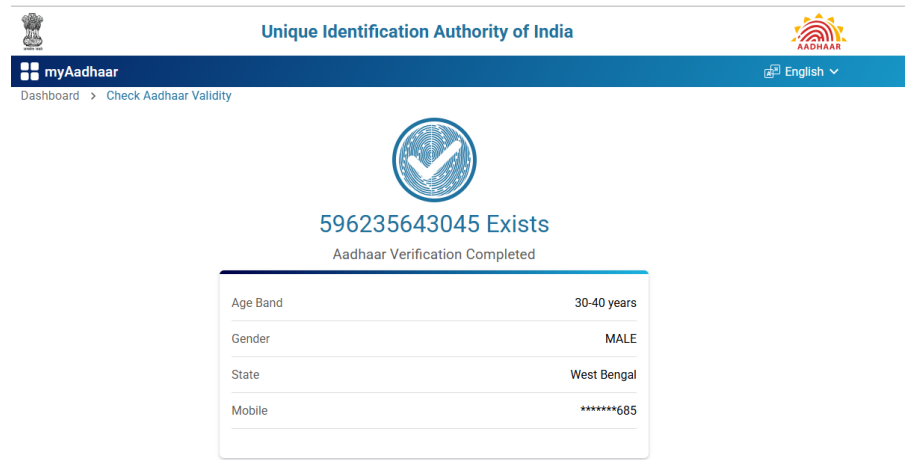 Unique Identification Authority of India
AADHAAR
myAadhaar
English
Dashboard > Check Aadhaar Validity
596235643045 Exists
Aadhaar Verification Completed
Age Band 30-40 years
Gender MALE
State West Bengal
Mobile *******685